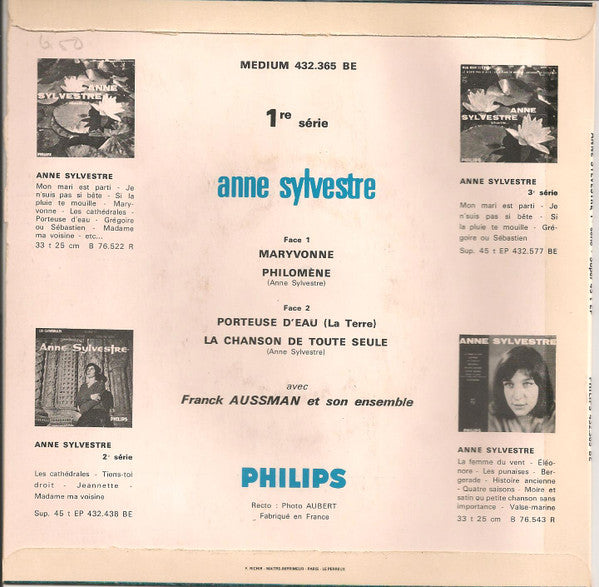 MEDIUM 432.365 BE
1re série
anne sylvestre
Face 1
MARYVONNE
PHILOMÈNE
(Anne Sylvestre)
Face 2
PORTEUSE D'EAU (La Terre)
LA CHANSON DE TOUTE SEULE
(Anne Sylvestre)
avec
Franck AUSSMAN et son ensemble
PHILIPS
Recto : Photo AUBERT
Fabriqué en France
ANNE
SYLVESTRE
ANNE SYLVESTRE
Mon mari est parti - Je
n'suis pas si bête - Si la
pluie te mouille - Mary-
vonne - Les cathédrales -
Porteuse d'eau - Grégoire
ou Sébastien - Madame
ma voisine - etc...
33 t 25 cm B 76.522 R
Anne Sylvestre
PHILIPS
ANNE SYLVESTRE
2e série
Les cathédrales - Tiens-toi
droit - Jeannette -
Madame ma voisine
Sup. 45 t EP 432.438 BE
ANNE
SYLVESTRE
ANNE SYLVESTRE
3e série
Mon mari est parti - Je
n'suis pas si bête - Si
la pluie te mouille - Gré-
goire ou Sébastien
Sup. 45 t EP 432.577 BE
ANNE SYLVESTRE
PHILIPS
ANNE SYLVESTRE
La femme du vent - Éléo-
nore - Les punaises - Ber-
gerade - Histoire ancienne
- Quatre saisons - Moire et
satin ou petite chanson sans
importance - Valse-marine
33 t 25 cm B 76.543 R